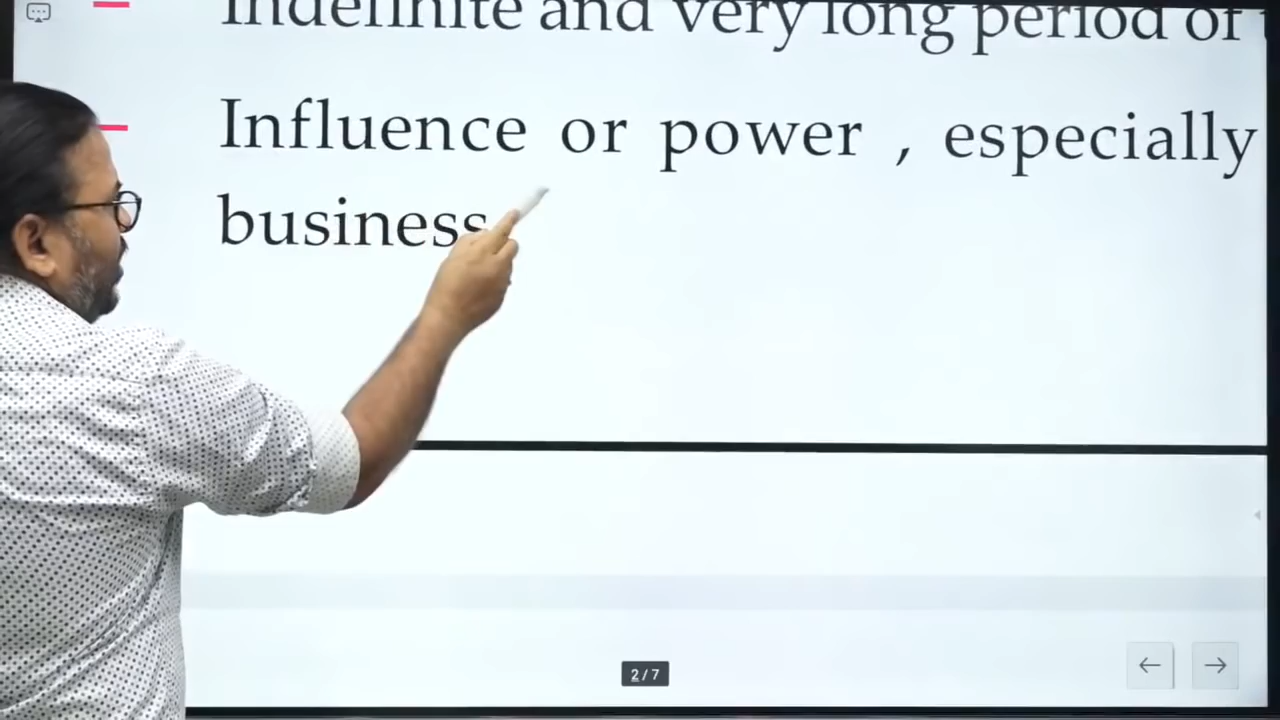 Indefinite and very long period of
Influence or power , especially
business
2/7